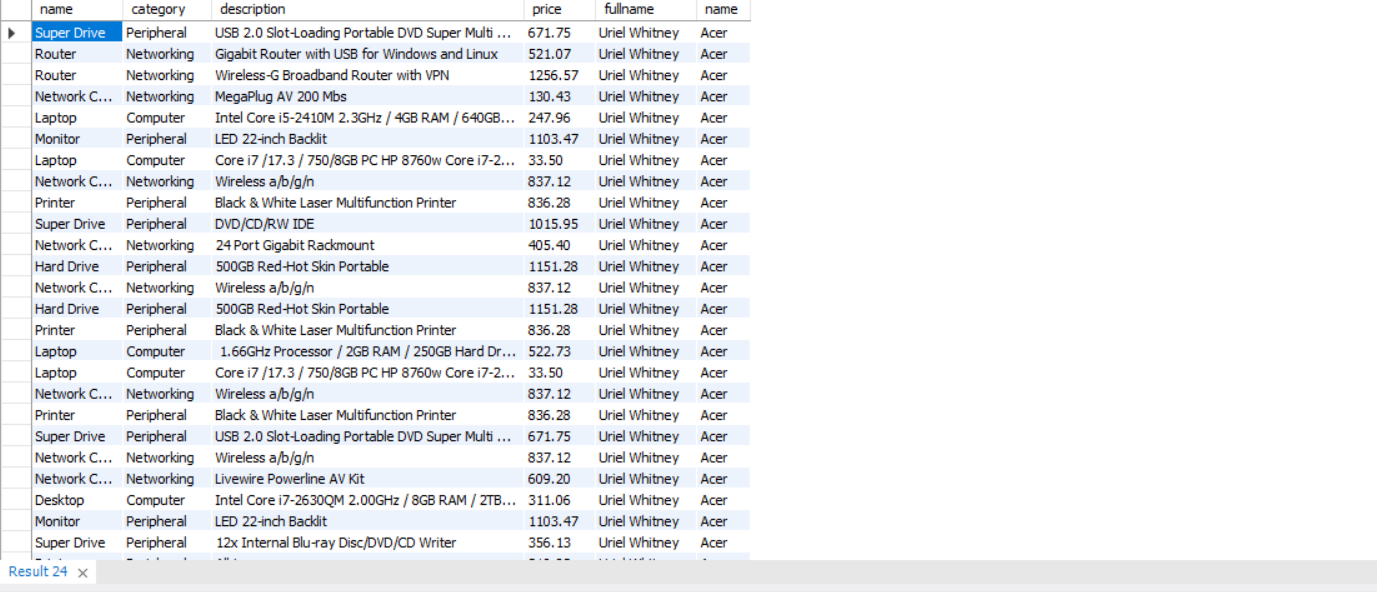 name category description price fullname name
Super Drive Peripheral USB 2.0 Slot-Loading Portable DVD Super Multi ... 671.75 Uriel Whitney Acer
Router Networking Gigabit Router with USB for Windows and Linux 521.07 Uriel Whitney Acer
Router Networking Wireless-G Broadband Router with VPN 1256.57 Uriel Whitney Acer
Network C... Networking MegaPlug AV 200 Mbs 130.43 Uriel Whitney Acer
Laptop Computer Intel Core i5-2410M 2.3GHz / 4GB RAM / 640GB... 247.96 Uriel Whitney Acer
Monitor Peripheral LED 22-inch Backlit 1103.47 Uriel Whitney Acer
Laptop Computer Core i7 /17.3 / 750/8GB PC HP 8760w Core i7-2... 33.50 Uriel Whitney Acer
Network C... Networking Wireless a/b/g/n 837.12 Uriel Whitney Acer
Printer Peripheral Black & White Laser Multifunction Printer 836.28 Uriel Whitney Acer
Super Drive Peripheral DVD/CD/RW IDE 1015.95 Uriel Whitney Acer
Network C... Networking 24 Port Gigabit Rackmount 405.40 Uriel Whitney Acer
Hard Drive Peripheral 500GB Red-Hot Skin Portable 1151.28 Uriel Whitney Acer
Network C... Networking Wireless a/b/g/n 837.12 Uriel Whitney Acer
Hard Drive Peripheral 500GB Red-Hot Skin Portable 1151.28 Uriel Whitney Acer
Printer Peripheral Black & White Laser Multifunction Printer 836.28 Uriel Whitney Acer
Laptop Computer 1.66GHz Processor / 2GB RAM / 250GB Hard Dr... 522.73 Uriel Whitney Acer
Laptop Computer Core i7 /17.3 / 750/8GB PC HP 8760w Core i7-2... 33.50 Uriel Whitney Acer
Network C... Networking Wireless a/b/g/n 837.12 Uriel Whitney Acer
Printer Peripheral Black & White Laser Multifunction Printer 836.28 Uriel Whitney Acer
Super Drive Peripheral USB 2.0 Slot-Loading Portable DVD Super Multi ... 671.75 Uriel Whitney Acer
Network C... Networking Wireless a/b/g/n 837.12 Uriel Whitney Acer
Network C... Networking Livewire Powerline AV Kit 609.20 Uriel Whitney Acer
Desktop Computer Intel Core i7-2630QM 2.00GHz / 8GB RAM / 2TB... 311.06 Uriel Whitney Acer
Monitor Peripheral LED 22-inch Backlit 1103.47 Uriel Whitney Acer
Super Drive Peripheral 12x Internal Blu-ray Disc/DVD/CD Writer 356.13 Uriel Whitney Acer
Result 24